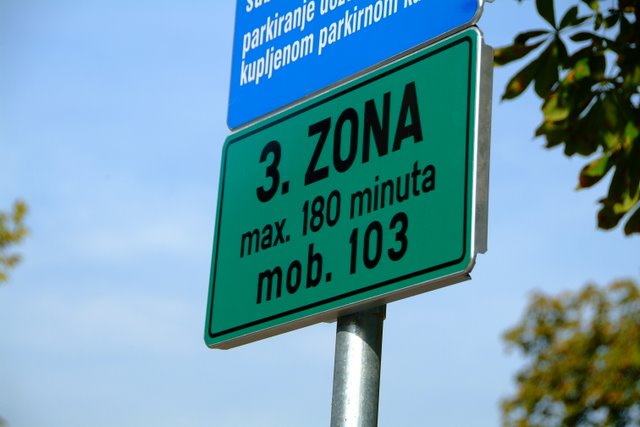 parkiranje
kupljenom parkirnom
3. ZONA
max. 180 minuta
mob. 103